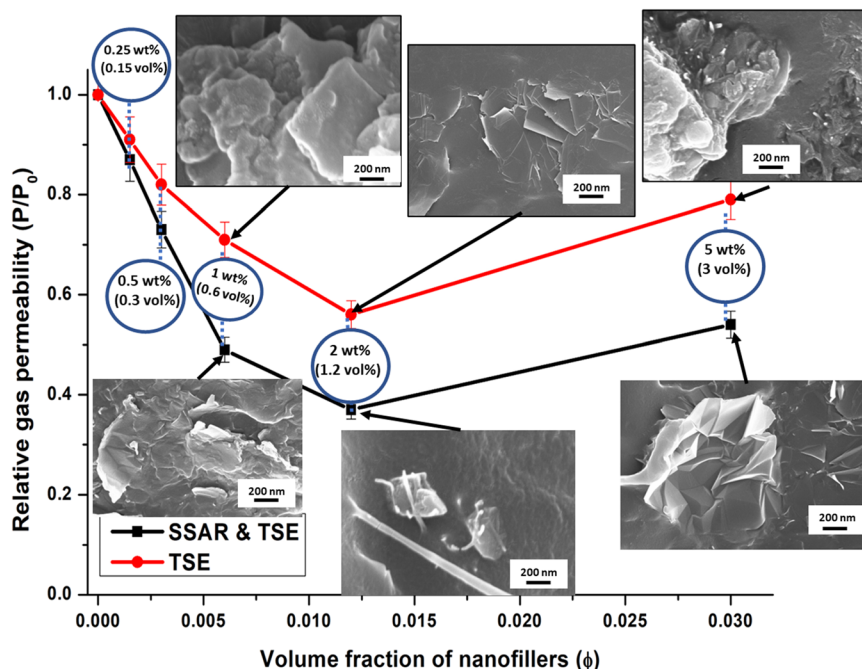 0.25 wt%
(0.15 vol%)
200 nm
200 nm
200 nm
1.0
0.8
0.6
0.4
0.2
0.0
Relative gas permeability (P/P₀)
0.5 wt%
(0.3 vol%)
1 wt%
(0.6 vol%)
2 wt%
(1.2 vol%)
5 wt%
(3 vol%)
200 nm
200 nm
200 nm
SSAR & TSE
TSE
0.000
0.005
0.010
0.015
0.020
0.025
0.030
Volume fraction of nanofillers (ϕ)